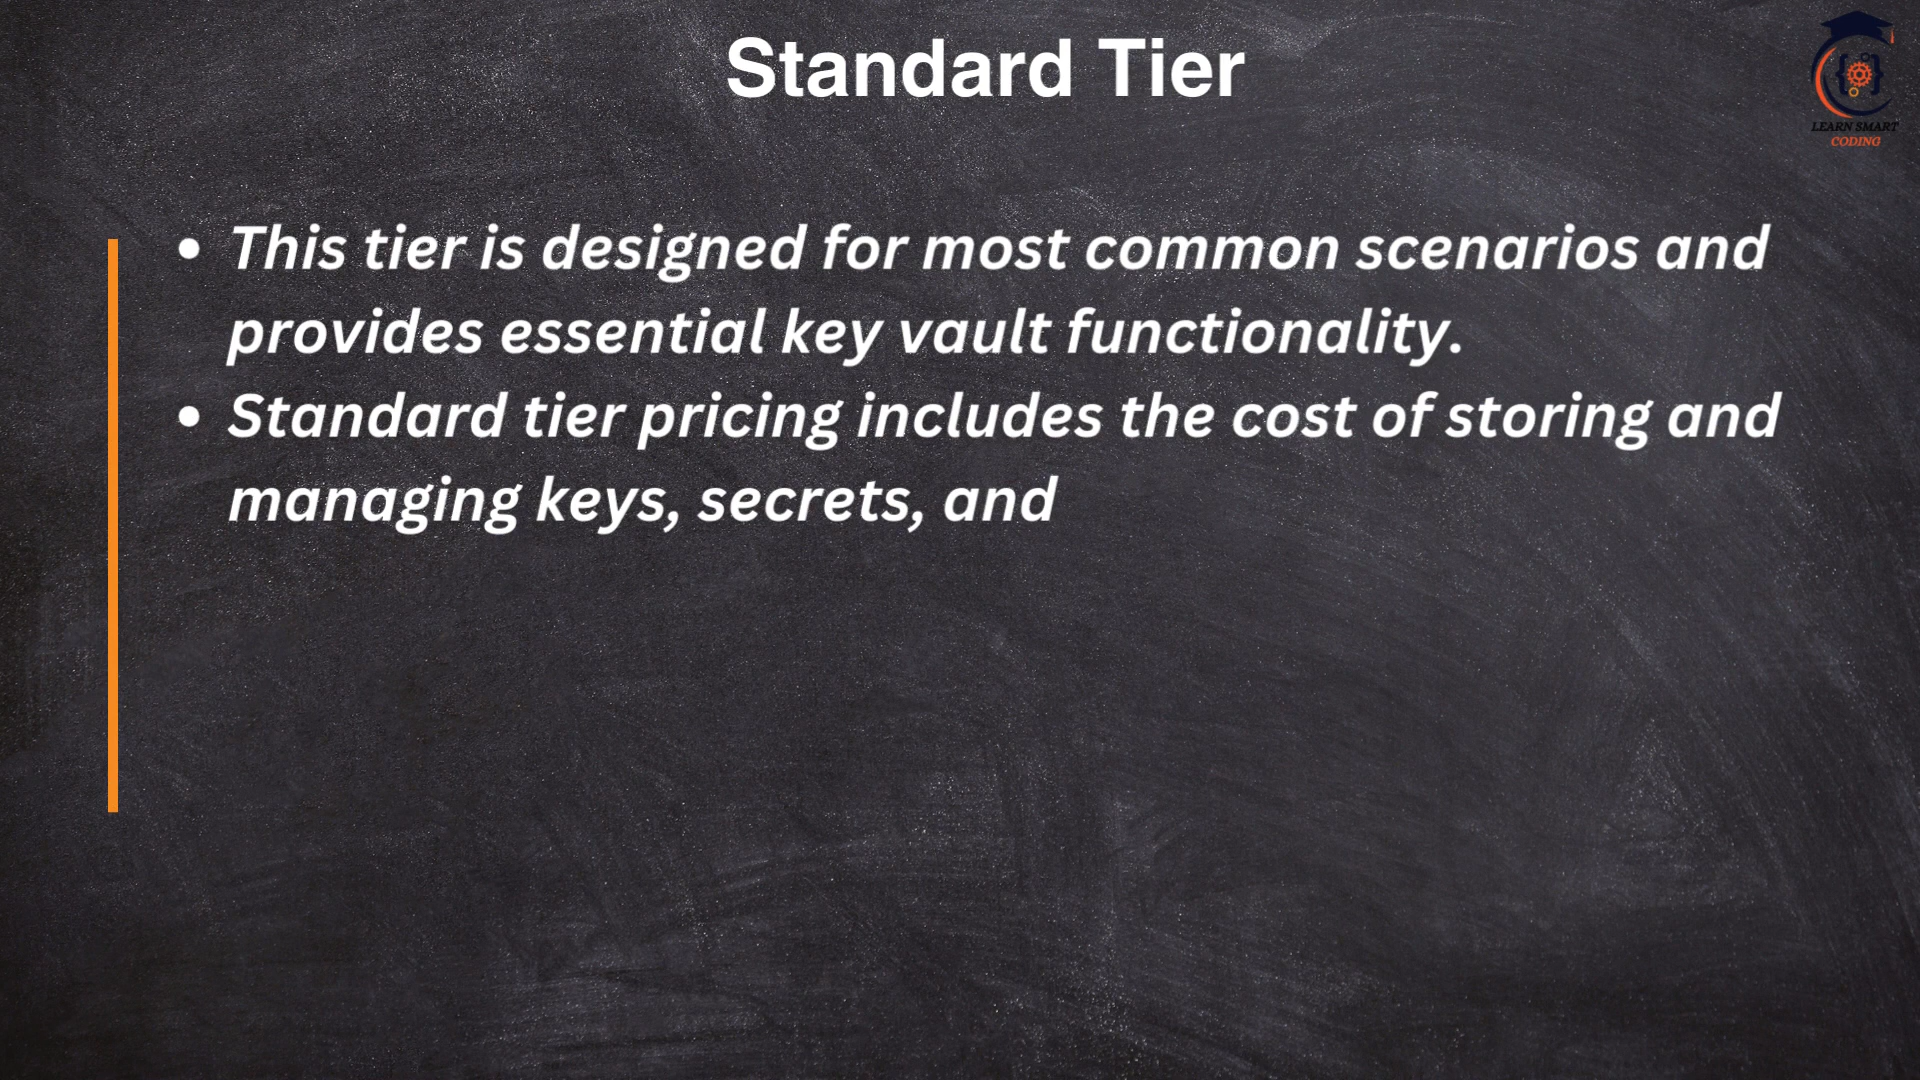 Standard Tier
LEARN SMART
CODING
• This tier is designed for most common scenarios and
provides essential key vault functionality.
• Standard tier pricing includes the cost of storing and
managing keys, secrets, and